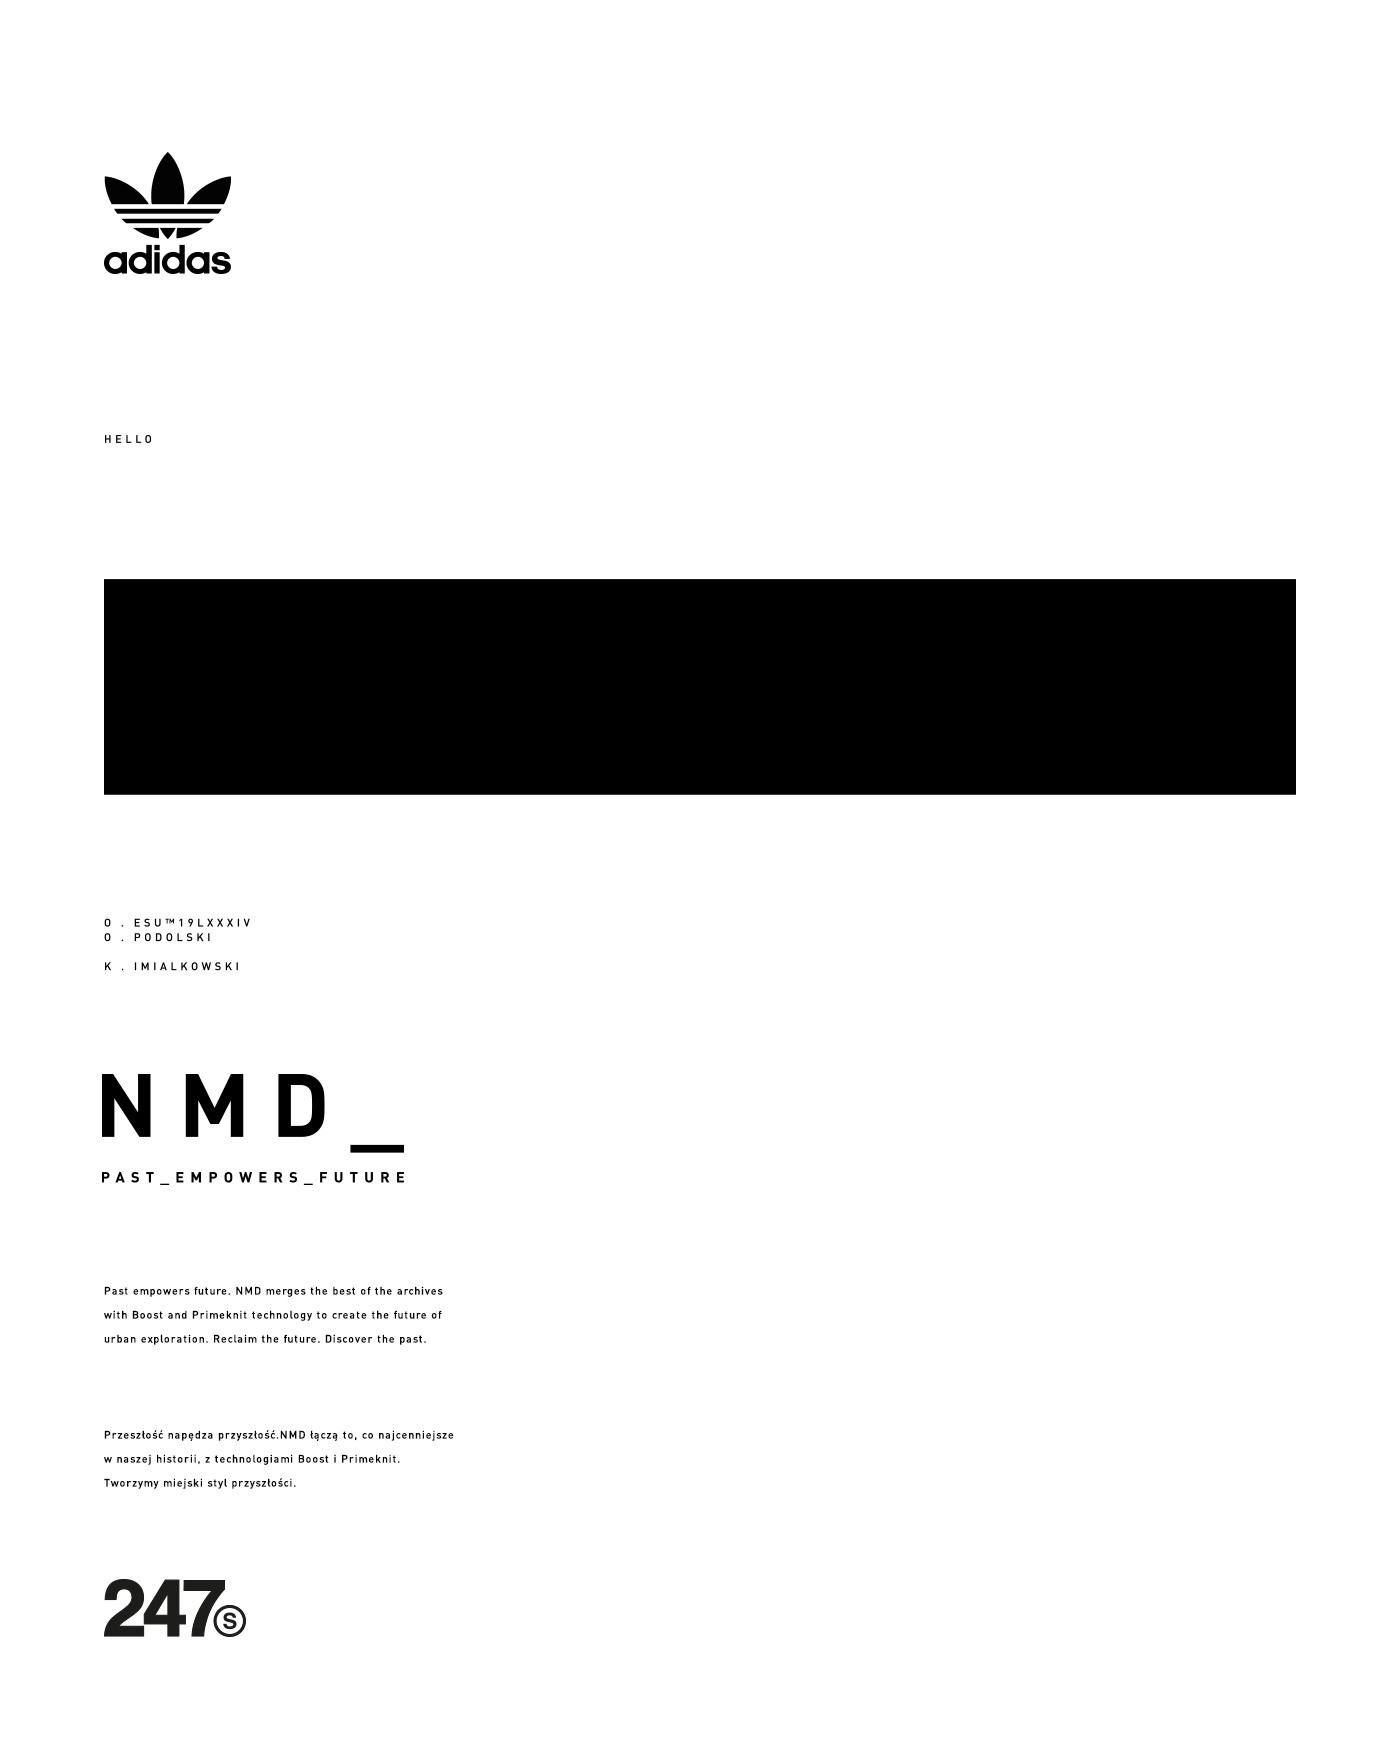 adidas
HELLO
O . ESU™19LXXXIV
O . PODOLSKI
K . IMIALKOWSKI
NMD_
PAST_EMPOWERS_FUTURE
Past empowers future. NMD merges the best of the archives
with Boost and Primeknit technology to create the future of
urban exploration. Reclaim the future. Discover the past.
Przeszłość napędza przyszłość.NMD łączą to, co najcenniejsze
w naszej historii, z technologiami Boost i Primeknit.
Tworzymy miejski styl przyszłości.
247Ⓢ